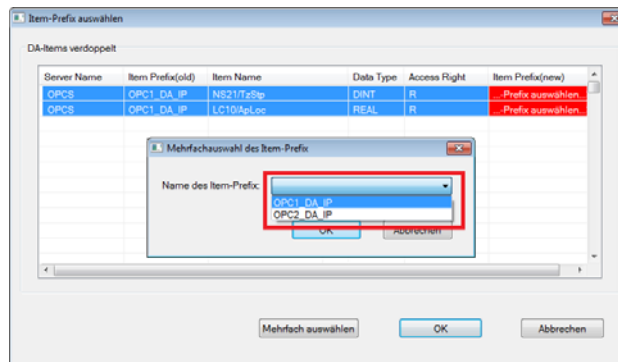 Item-Prefix auswählen
DA-Items verdoppelt
Server Name Item Prefix(old) Item Name Data Type Access Right Item Prefix(new)
OPCS OPC1_DA_IP NS21/TzStp DINT R ...-Prefix auswählen...
OPCS OPC1_DA_IP LC10/ApLoc REAL R ...-Prefix auswählen...
Mehrfachauswahl des Item-Prefix
Name des Item-Prefix:
OPC1_DA_IP
OPC2_DA_IP
OK Abbrechen
Mehrfach auswählen OK Abbrechen